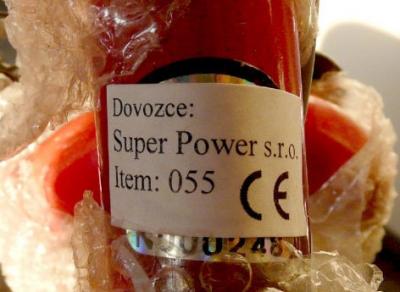 Dovozce:
Super Power s.r.o.
Item: 055 CE